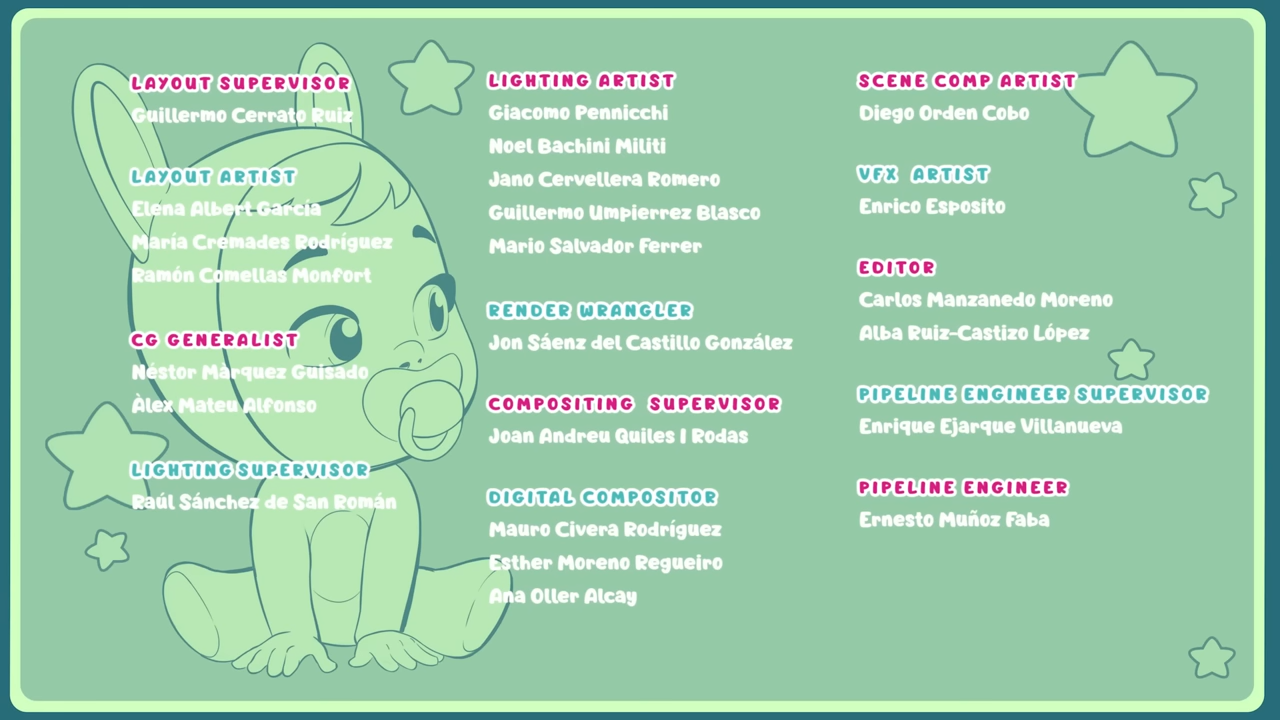 LAYOUT SUPERVISOR
Guillermo Cerrato Ruiz
LAYOUT ARTIST
Elena Albert García
María Cremades Rodríguez
Ramón Comellas Monfort
CG GENERALIST
Néstor Màrquez Guisado
Àlex Mateu Alfonso
LIGHTING SUPERVISOR
Raúl Sánchez de San Román
LIGHTING ARTIST
Giacomo Pennicchi
Noel Bachini Militi
Jano Cervellera Romero
Guillermo Umpierrez Blasco
Mario Salvador Ferrer
RENDER WRANGLER
Jon Sáenz del Castillo González
COMPOSITING SUPERVISOR
Joan Andreu Quiles I Rodas
DIGITAL COMPOSITOR
Mauro Civera Rodríguez
Esther Moreno Regueiro
Ana Oller Alcay
SCENE COMP ARTIST
Diego Orden Cobo
VFX ARTIST
Enrico Esposito
EDITOR
Carlos Manzanedo Moreno
Alba Ruiz-Castizo López
PIPELINE ENGINEER SUPERVISOR
Enrique Ejarque Villanueva
PIPELINE ENGINEER
Ernesto Muñoz Faba